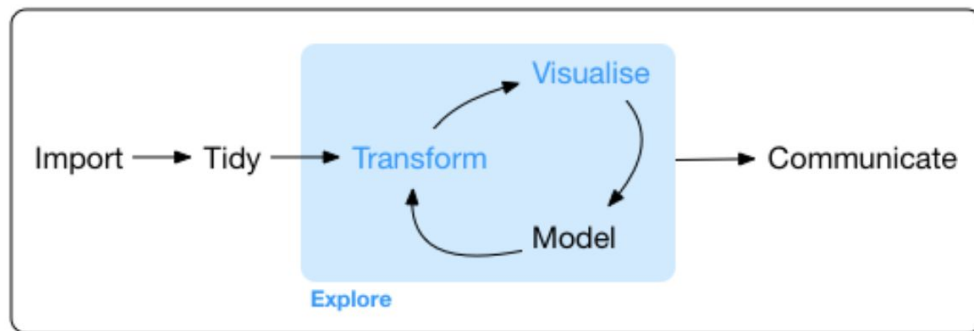 Visualise
Import
Tidy
Transform
Communicate
Model
Explore